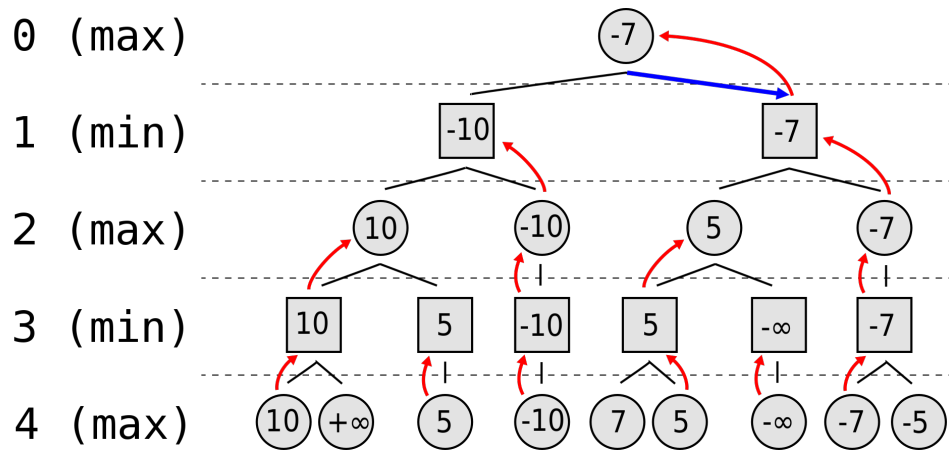 0 (max) -7
1 (min) -10 -7
2 (max) 10 -10 5 -7
3 (min) 10 5 -10 5 -∞ -7
4 (max) 10 +∞ 5 -10 7 5 -∞ -7 -5